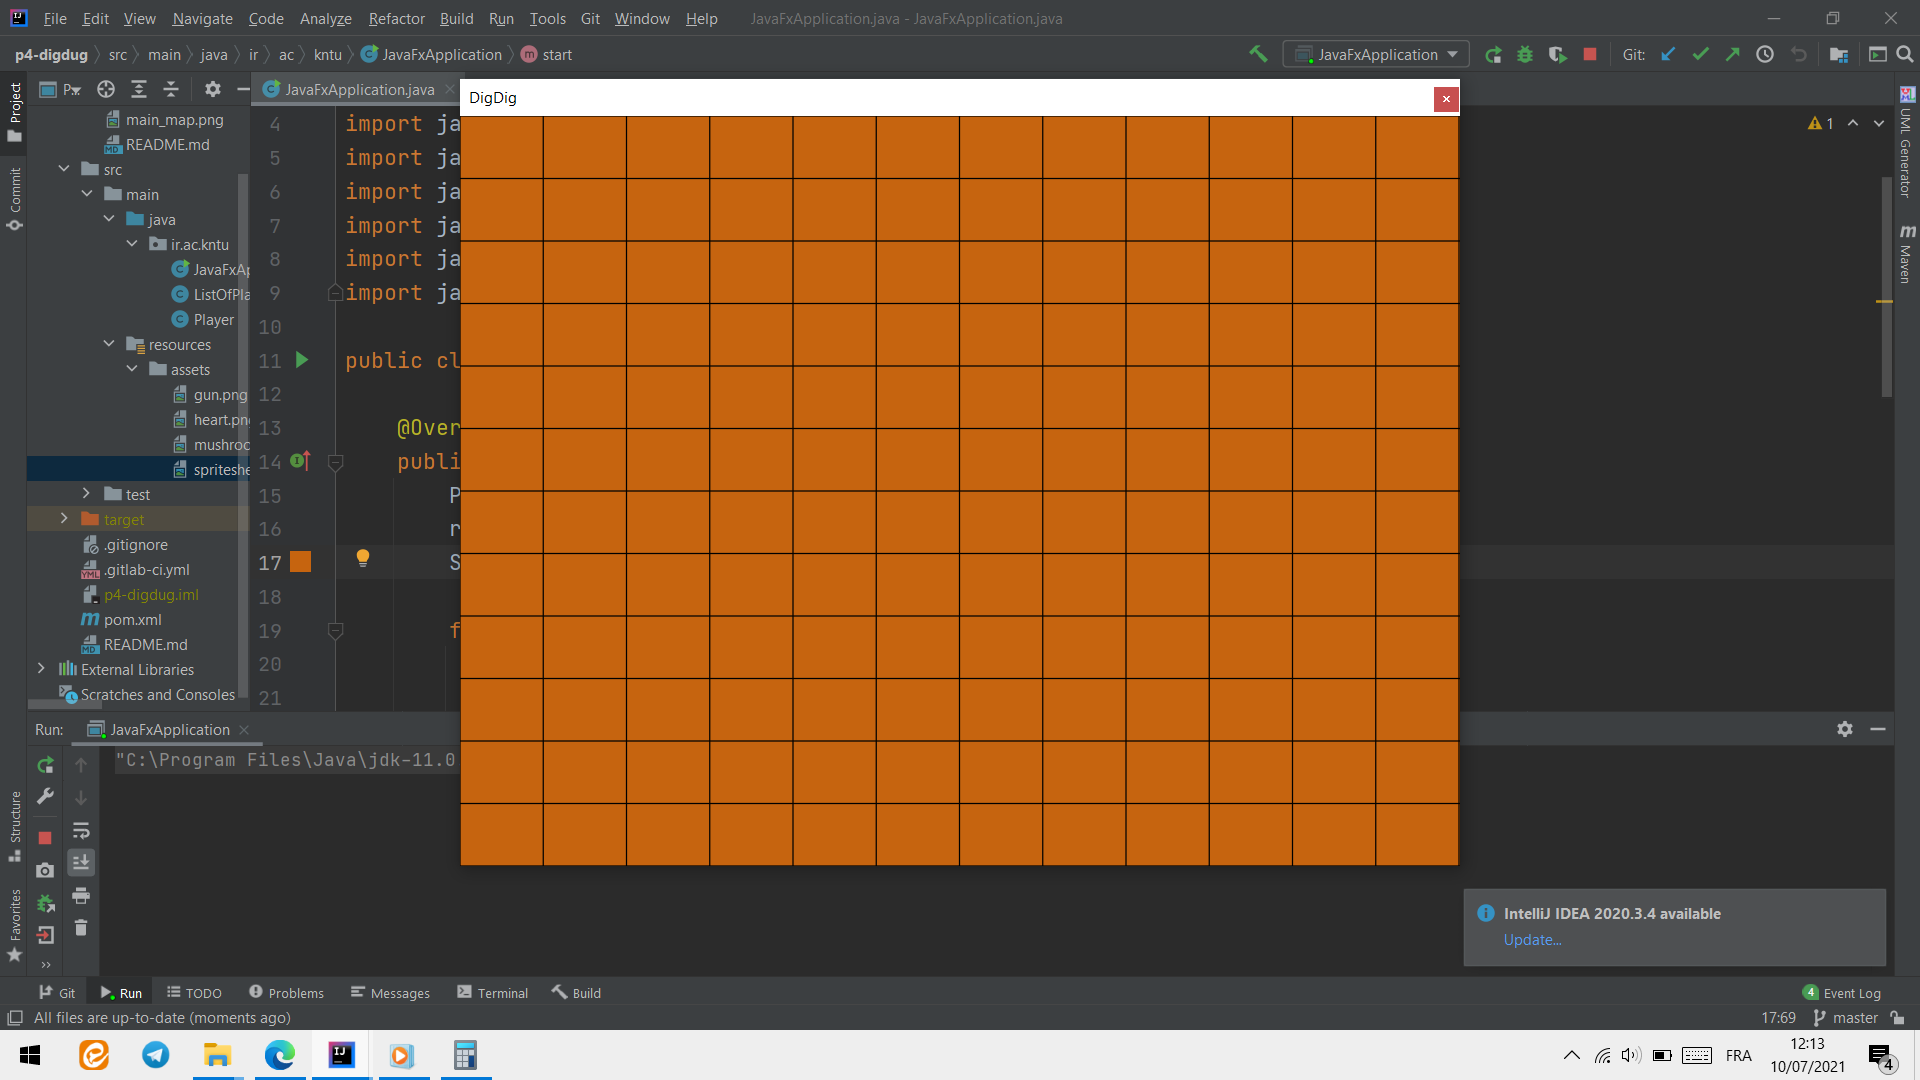 File Edit View Navigate Code Analyze Refactor Build Run Tools Git Window Help JavaFxApplication.java - JavaFxApplication.java
p4-digdug src main java ir ac kntu JavaFxApplication start JavaFxApplication Git:
Project
Commit
Structure
Favorites
P...
main_map.png
README.md
src
main
java
ir.ac.kntu
JavaFxAp
ListOfPla
Player
resources
assets
gun.png
heart.pn
mushroo
spriteshe
test
target
.gitignore
.gitlab-ci.yml
p4-digdug.iml
pom.xml
README.md
External Libraries
Scratches and Consoles
JavaFxApplication.java
4 import ja
5 import ja
6 import ja
7 import ja
8 import ja
9 import ja
10
11 public cl
12
13 @Over
14 publi
15 P
16 r
17 S
18
19 f
20
21
DigDig
1
UML Generator
Maven
Run: JavaFxApplication
"C:\Program Files\Java\jdk-11.0
IntelliJ IDEA 2020.3.4 available
Update...
Git Run TODO Problems Messages Terminal Build 4 Event Log
All files are up-to-date (moments ago) 17:69 master
FRA
12:13
10/07/2021
4